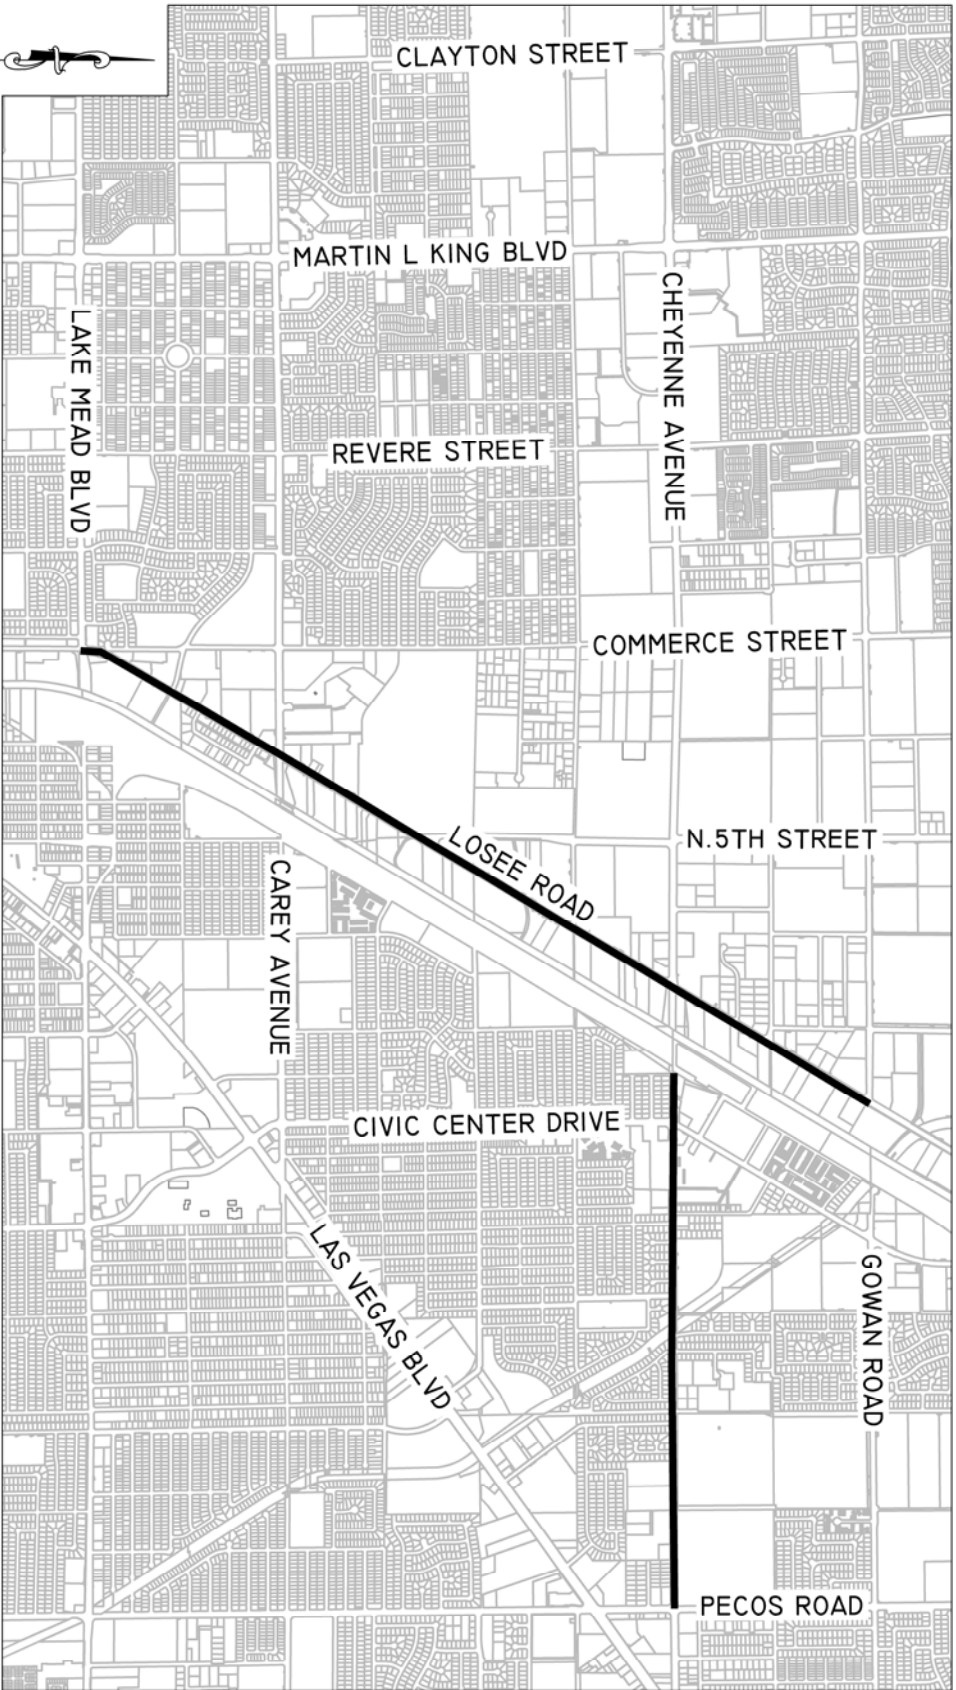 CLAYTON STREET
MARTIN L KING BLVD
LAKE MEAD BLVD
CHEYENNE AVENUE
REVERE STREET
COMMERCE STREET
N.5TH STREET
LOSEE ROAD
CAREY AVENUE
CIVIC CENTER DRIVE
LAS VEGAS BLVD
GOWAN ROAD
PECOS ROAD